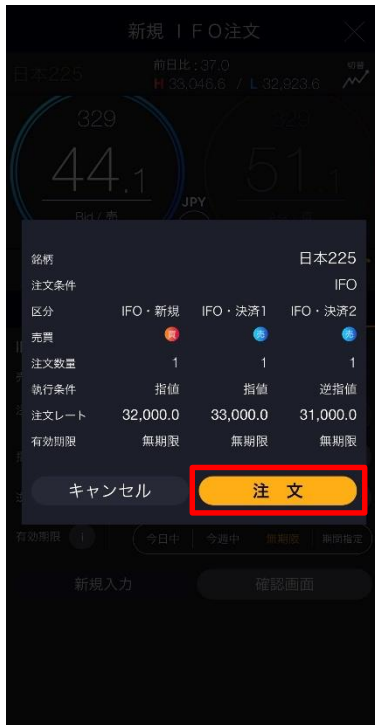 新規 | IFO注文
日本225
前日比:37.0
切替
H 33,046.6 / L 32,923.6
329
44.1
51.1
JPY
Bid / 売
銘柄 日本225
注文条件 IFO
区分 IFO・新規 IFO・決済1 IFO・決済2
売買 買 売 売
注文数量 1 1 1
執行条件 指値 指値 逆指値
注文レート 32,000.0 33,000.0 31,000.0
有効期限 無期限 無期限 無期限
キャンセル 注 文
有効期限 i 今日中 今週中 無期限 期間指定
新規入力 確認画面